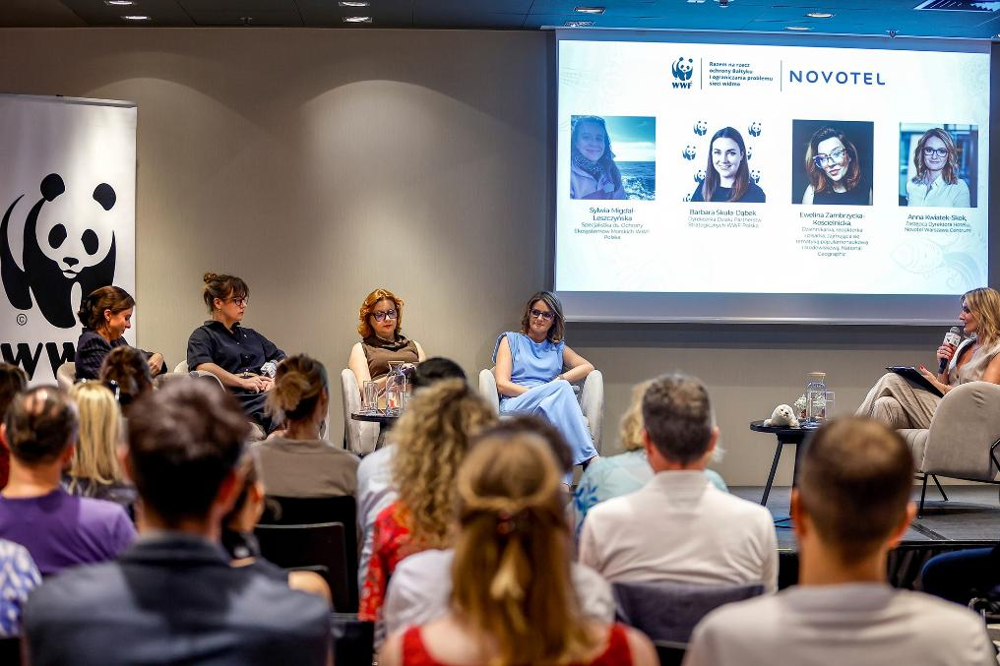 WWF
Razem na rzecz
ochrony Bałtyku
i ograniczania problemu
sieci widmo
NOVOTEL
Sylwia Migdał-
Leszczyńska
Specjalistka ds. Ochrony
Ekosystemów Morskich WWF
Polska
Barbara Skuła-Dąbek
Dyrektorka Działu Partnerstw
Strategicznych WWF Polska
Ewelina Zambrzycka-
Kościelnicka,
Dziennikarka, redaktorka
i pisarka, zajmująca się
tematyką popularnonaukową
i środowiskową, National
Geographic
Anna Kwiatek-Skok,
Zastępca Dyrektora Hotelu,
Novotel Warszawa Centrum
©
WWF